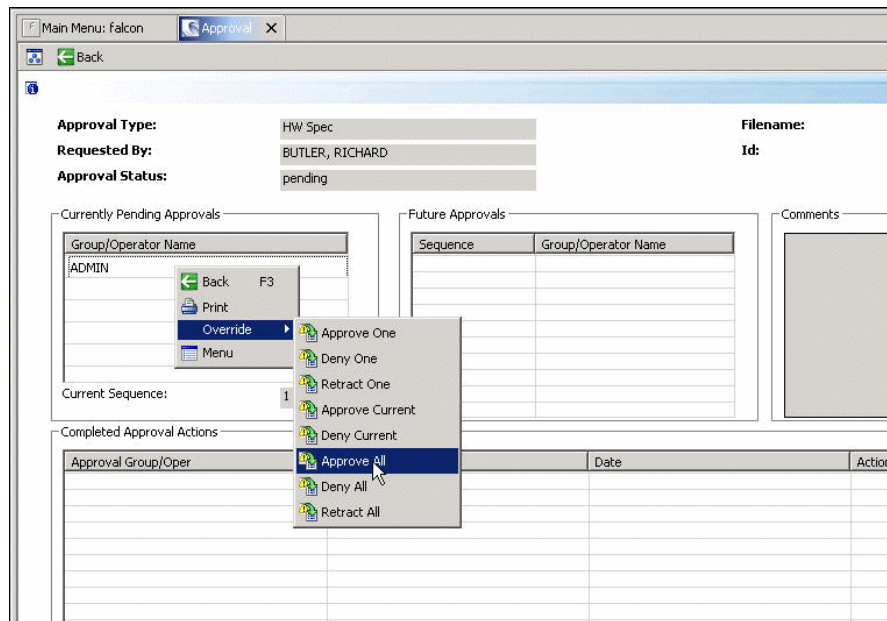 Main Menu: falcon
Approval
Back
Approval Type: HW Spec Filename:
Requested By: BUTLER, RICHARD Id:
Approval Status: pending
Currently Pending Approvals Future Approvals Comments
Group/Operator Name Sequence Group/Operator Name
ADMIN
Back F3
Print
Override
Menu
Approve One
Deny One
Retract One
Approve Current
Deny Current
Approve All
Deny All
Retract All
Current Sequence: 1
Completed Approval Actions
Approval Group/Oper Date Action